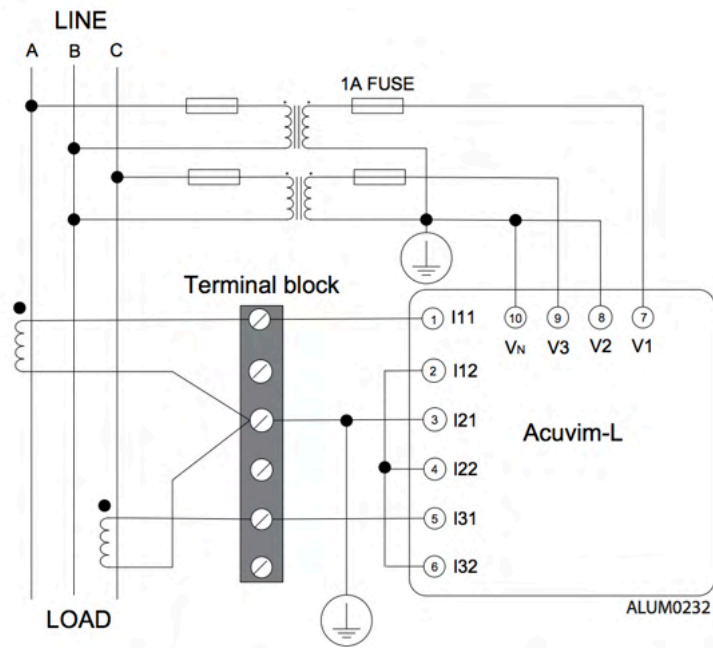 LINE
A B C
1A FUSE
Terminal block
1 I11
10 9 8 7
VN V3 V2 V1
2 I12
3 I21
Acuvim-L
4 I22
5 I31
6 I32
ALUM0232
LOAD